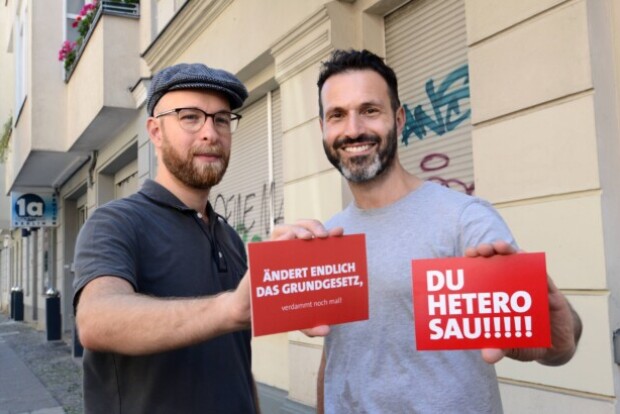 1a
ÄNDERT ENDLICH
DAS GRUNDGESETZ,
verdammt noch mal!
DU
HETERO
SAU!!!!!